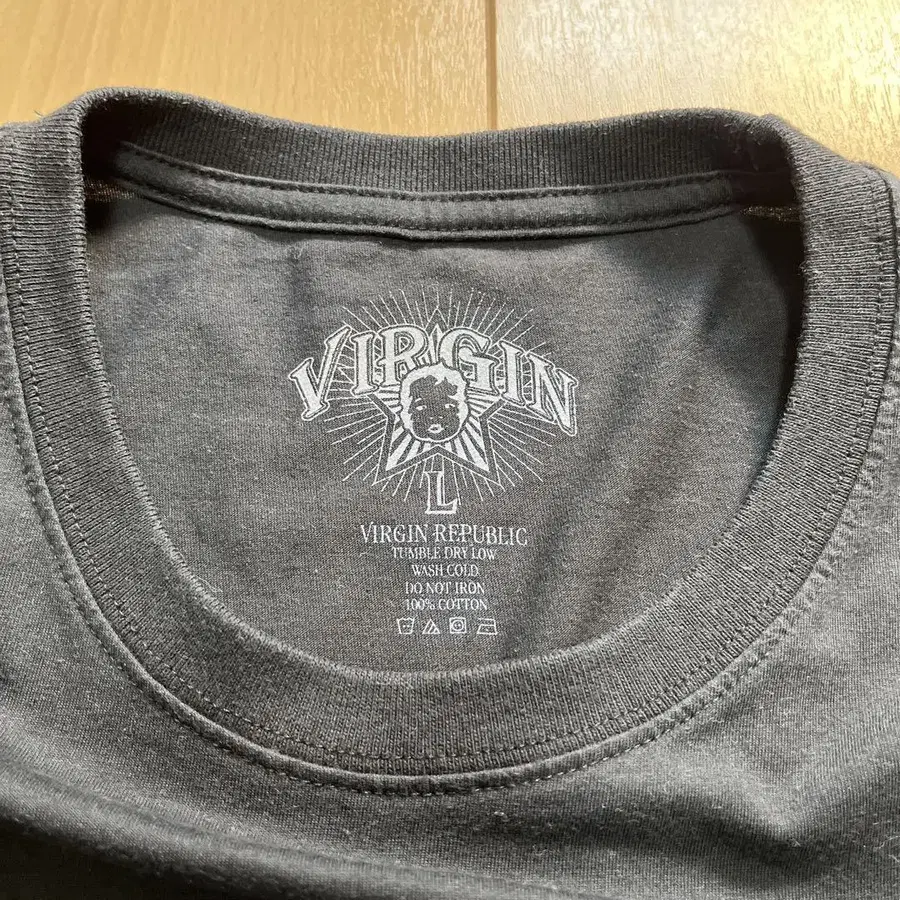 VIRGIN
L
VIRGIN REPUBLIC
TUMBLE DRY LOW
WASH COLD
DO NOT IRON
100% COTTON